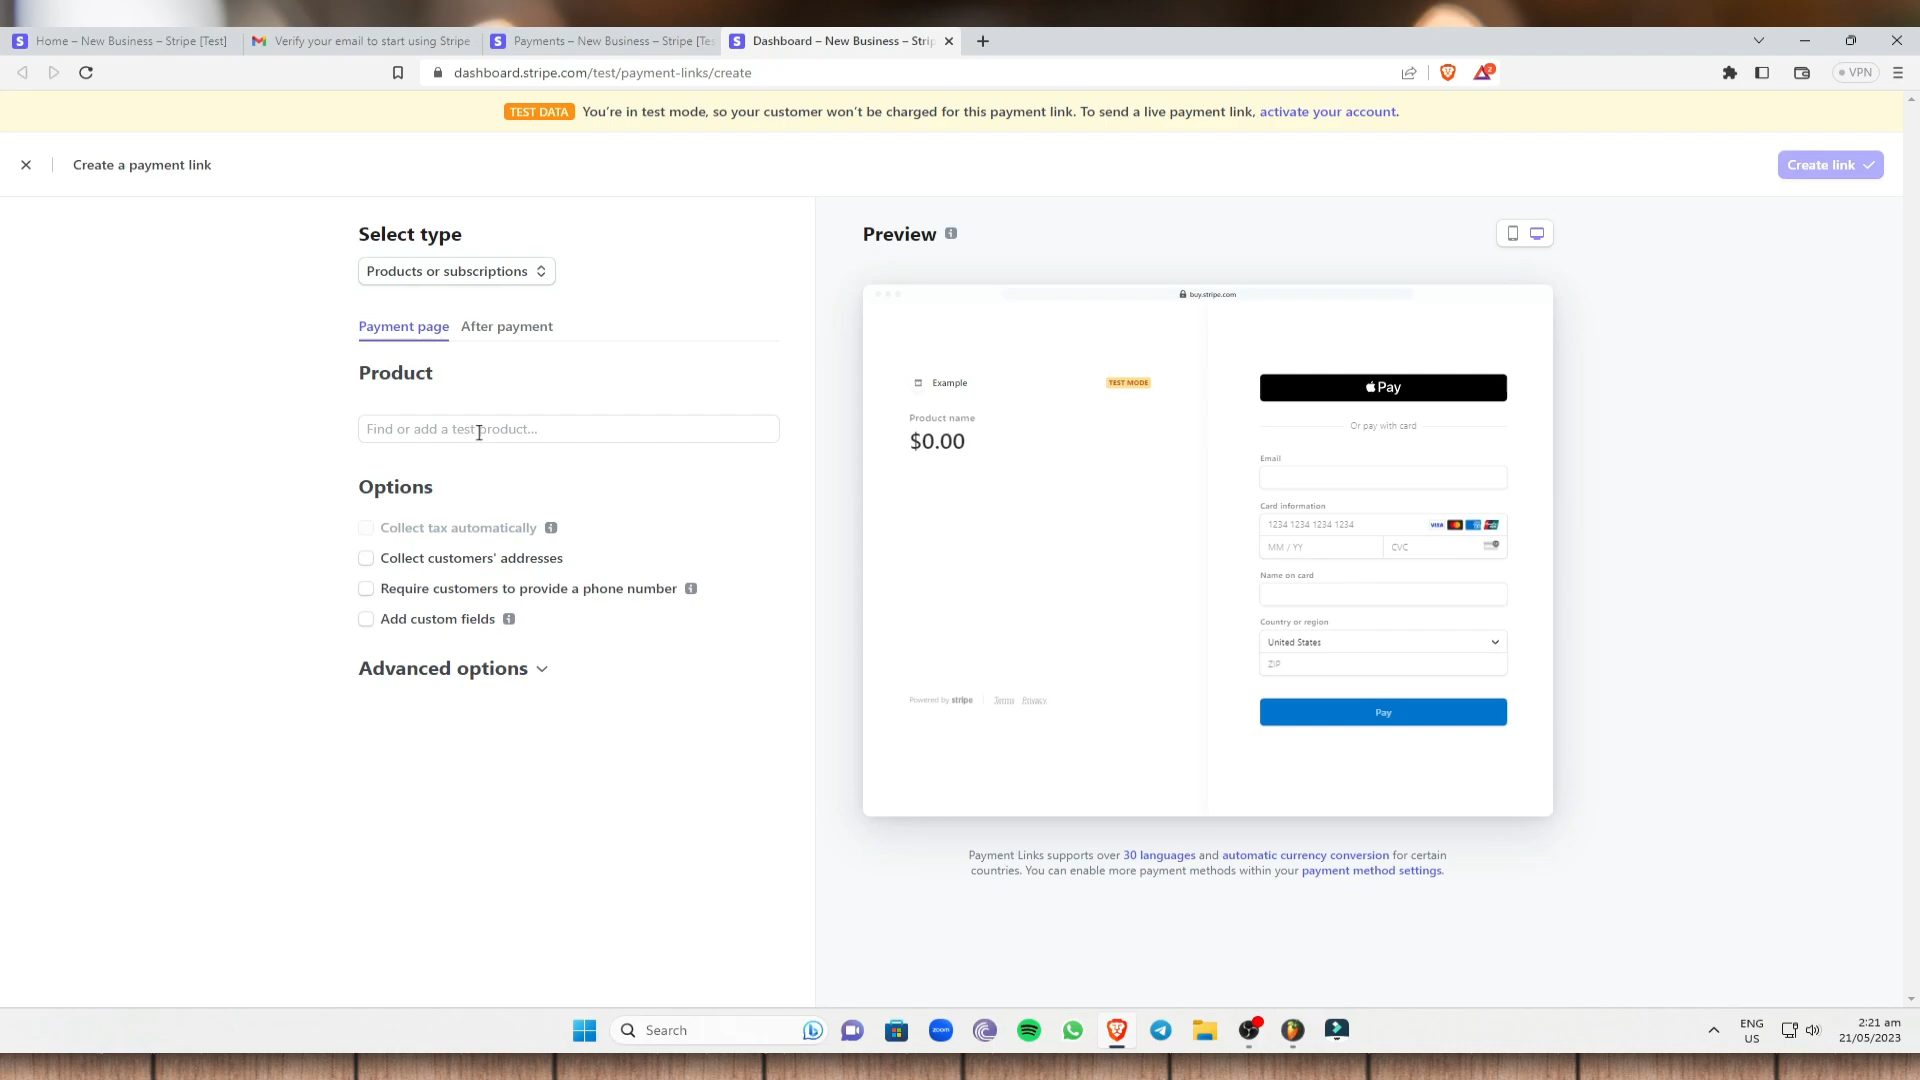 Home – New Business – Stripe [Test]
Verify your email to start using Stripe
Payments – New Business – Stripe [Tes
Dashboard – New Business – Strip
dashboard.stripe.com/test/payment-links/create
2
VPN
TEST DATA You're in test mode, so your customer won't be charged for this payment link. To send a live payment link, activate your account.
Create a payment link
Create link
Select type
Products or subscriptions
Payment page After payment
Product
Find or add a test product...
Options
Collect tax automatically
Collect customers' addresses
Require customers to provide a phone number
Add custom fields
Advanced options
Preview
buy.stripe.com
Example
TEST MODE
Product name
$0.00
Powered by stripe
Terms Privacy
Pay
Or pay with card
Email
Card information
1234 1234 1234 1234
VISA
MM / YY
CVC
Name on card
Country or region
United States
ZIP
Pay
Payment Links supports over 30 languages and automatic currency conversion for certain
countries. You can enable more payment methods within your payment method settings.
Search
zoom
ENG
US
2:21 am
21/05/2023